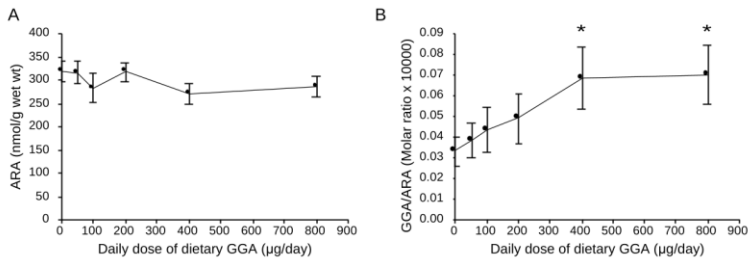 A
ARA (nmol/g wet wt)
400
350
300
250
200
150
100
50
0
0 100 200 300 400 500 600 700 800 900
Daily dose of dietary GGA (μg/day)
B
GGA/ARA (Molar ratio x 10000)
* *
0.09
0.08
0.07
0.06
0.05
0.04
0.03
0.02
0.01
0.00
0 100 200 300 400 500 600 700 800 900
Daily dose of dietary GGA (μg/day)